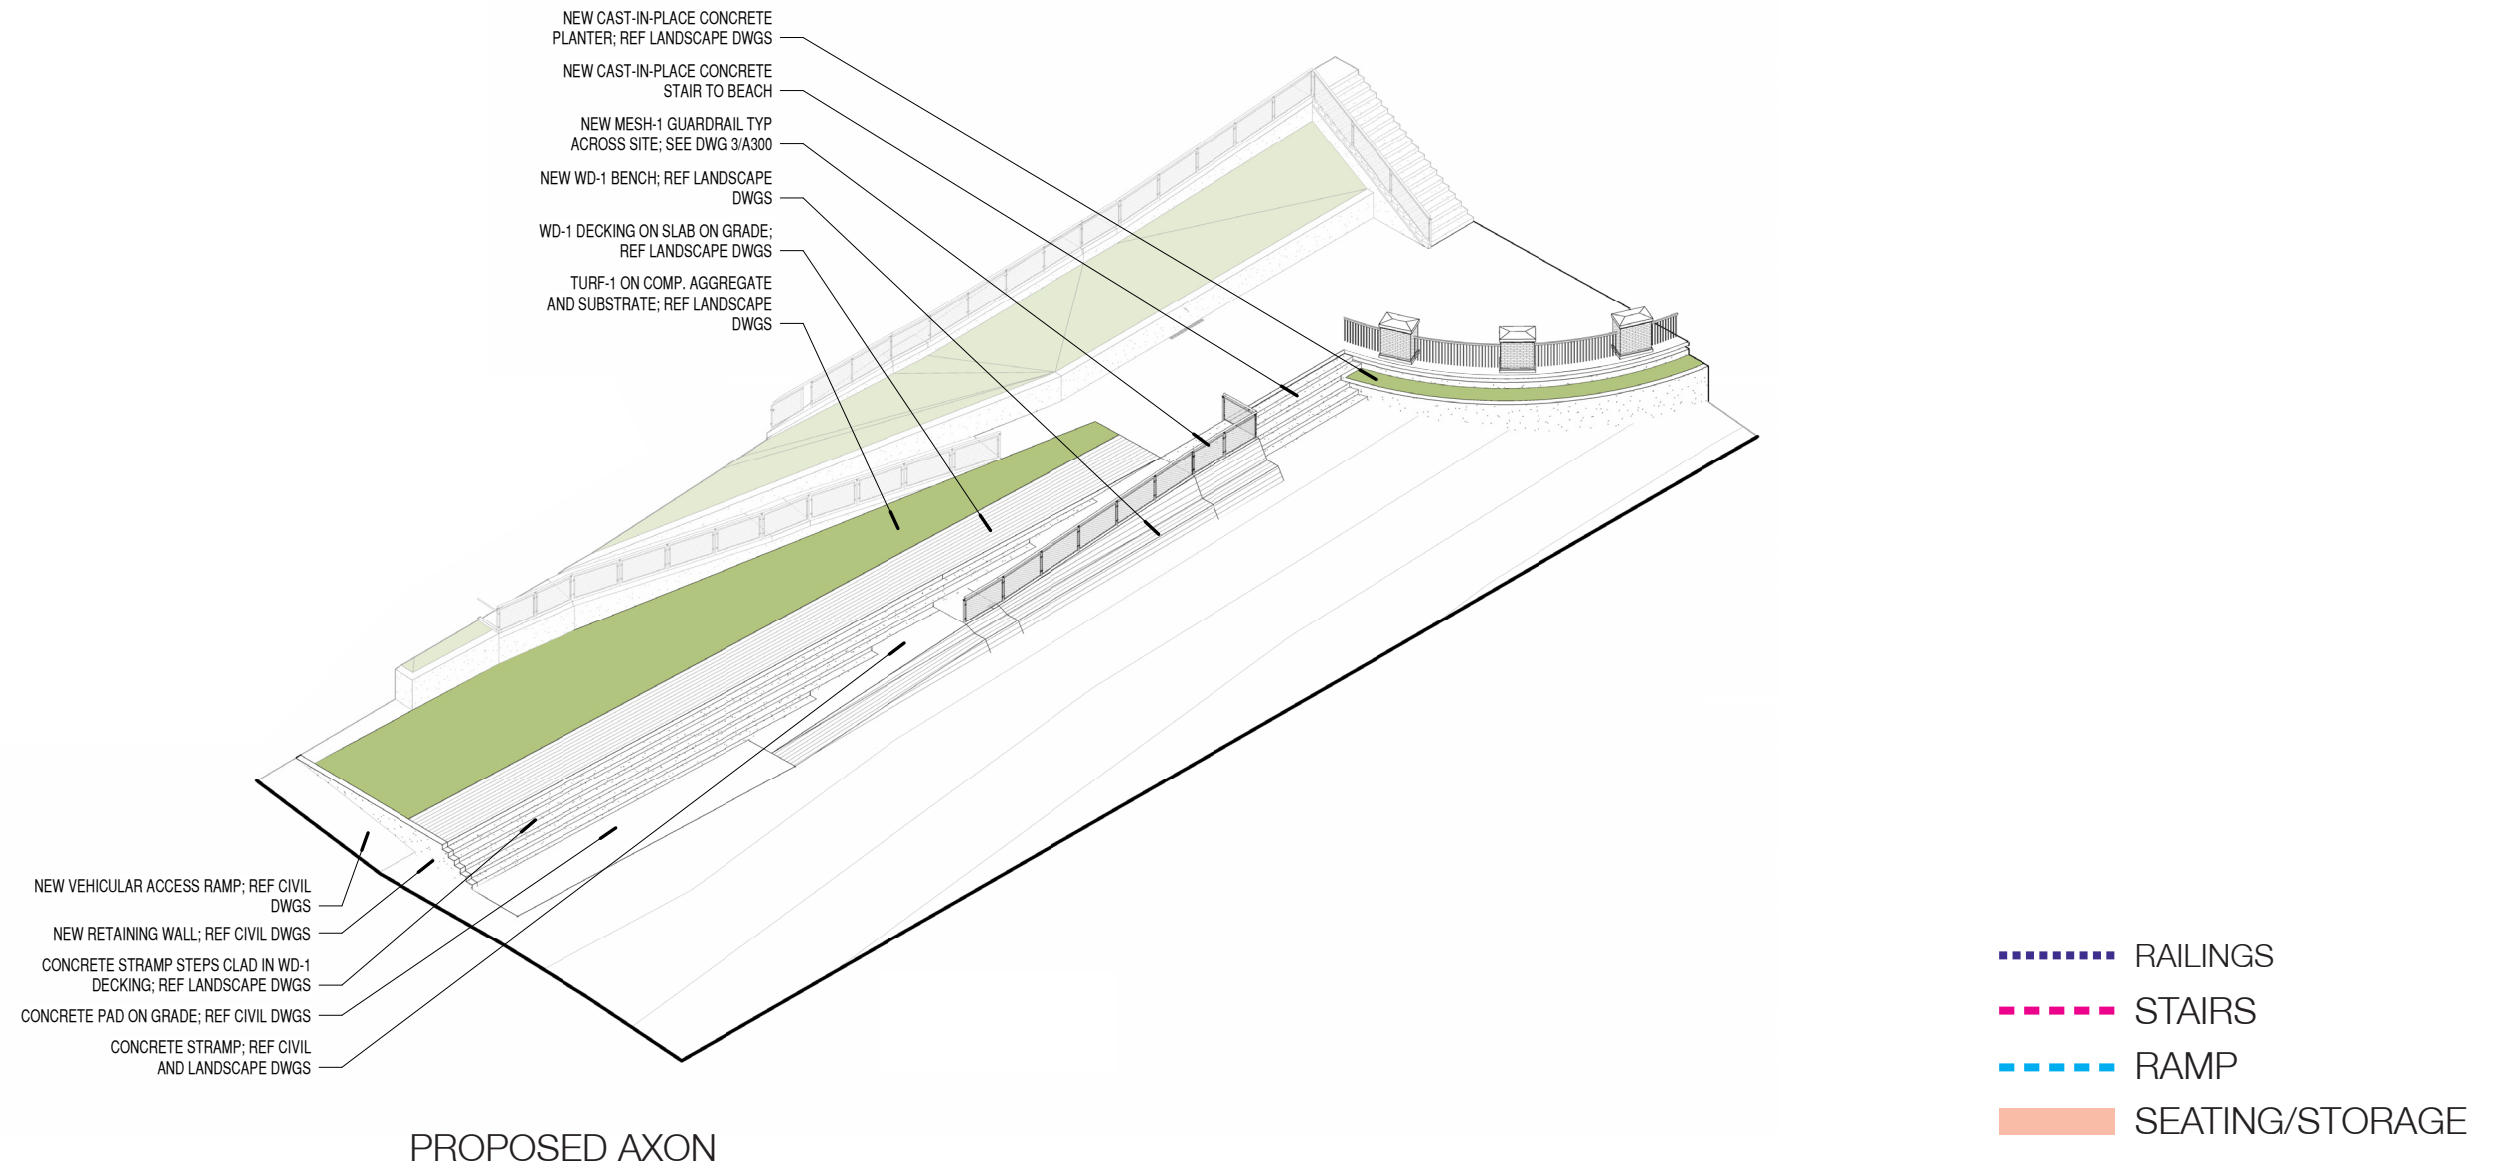 NEW CAST-IN-PLACE CONCRETE
PLANTER; REF LANDSCAPE DWGS
NEW CAST-IN-PLACE CONCRETE
STAIR TO BEACH
NEW MESH-1 GUARDRAIL TYP
ACROSS SITE; SEE DWG 3/A300
NEW WD-1 BENCH; REF LANDSCAPE
DWGS
WD-1 DECKING ON SLAB ON GRADE;
REF LANDSCAPE DWGS
TURF-1 ON COMP. AGGREGATE
AND SUBSTRATE; REF LANDSCAPE
DWGS
NEW VEHICULAR ACCESS RAMP; REF CIVIL
DWGS
NEW RETAINING WALL; REF CIVIL DWGS
CONCRETE STRAMP STEPS CLAD IN WD-1
DECKING; REF LANDSCAPE DWGS
CONCRETE PAD ON GRADE; REF CIVIL DWGS
CONCRETE STRAMP; REF CIVIL
AND LANDSCAPE DWGS
PROPOSED AXON
RAILINGS
STAIRS
RAMP
SEATING/STORAGE